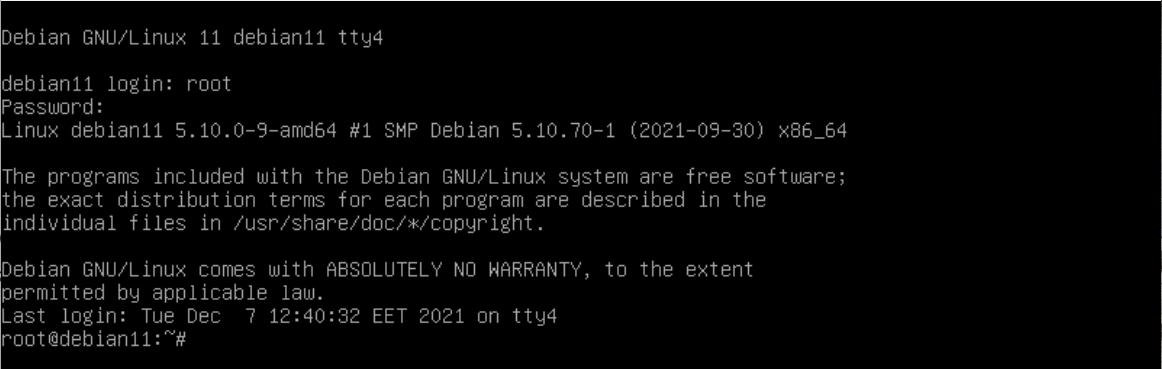 Debian GNU/Linux 11 debian11 tty4
debian11 login: root
Password:
Linux debian11 5.10.0-9-amd64 #1 SMP Debian 5.10.70-1 (2021-09-30) x86_64
The programs included with the Debian GNU/Linux system are free software;
the exact distribution terms for each program are described in the
individual files in /usr/share/doc/*/copyright.
Debian GNU/Linux comes with ABSOLUTELY NO WARRANTY, to the extent
permitted by applicable law.
Last login: Tue Dec  7 12:40:32 EET 2021 on tty4
root@debian11:~#